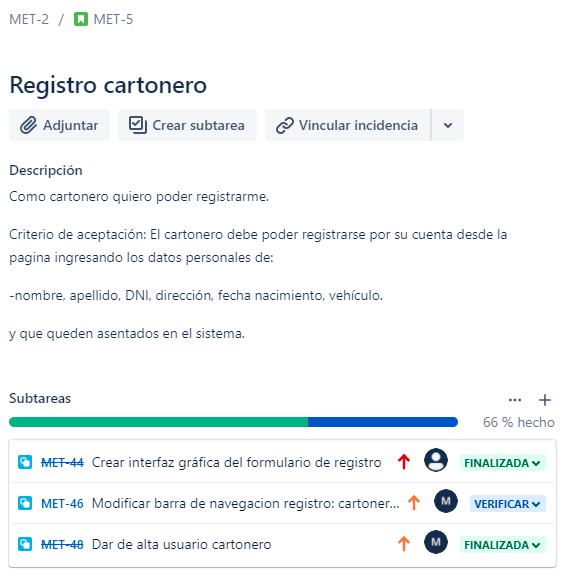 MET-2 / MET-5
Registro cartonero
Adjuntar Crear subtarea Vincular incidencia
Descripción
Como cartonero quiero poder registrarme.
Criterio de aceptación: El cartonero debe poder registrarse por su cuenta desde la
pagina ingresando los datos personales de:
-nombre, apellido, DNI, dirección, fecha nacimiento, vehículo.
y que queden asentados en el sistema.
Subtareas
66 % hecho
MET-44 Crear interfaz gráfica del formulario de registro FINALIZADA
MET-46 Modificar barra de navegacion registro: cartoner... M VERIFICAR
MET-48 Dar de alta usuario cartonero M FINALIZADA